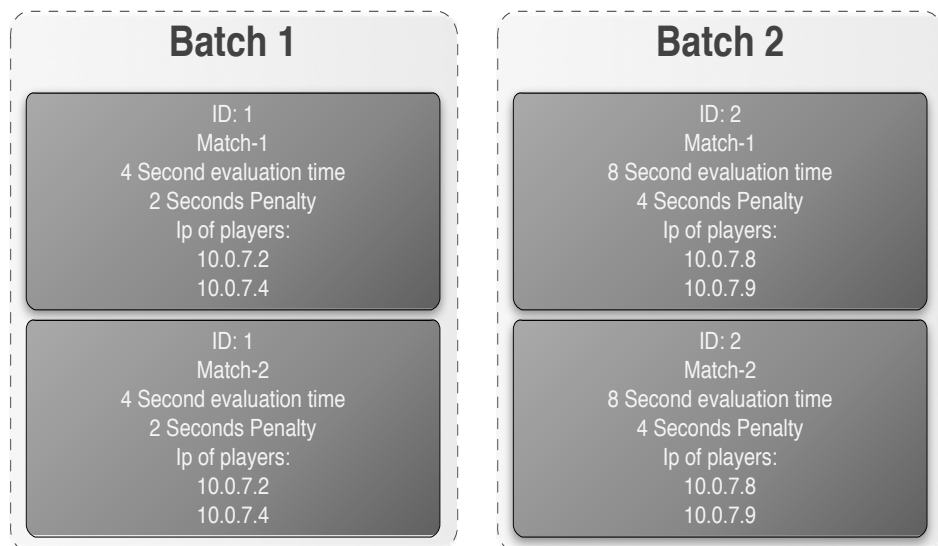 Batch 1
ID: 1
Match-1
4 Second evaluation time
2 Seconds Penalty
Ip of players:
10.0.7.2
10.0.7.4
ID: 1
Match-2
4 Second evaluation time
2 Seconds Penalty
Ip of players:
10.0.7.2
10.0.7.4
Batch 2
ID: 2
Match-1
8 Second evaluation time
4 Seconds Penalty
Ip of players:
10.0.7.8
10.0.7.9
ID: 2
Match-2
8 Second evaluation time
4 Seconds Penalty
Ip of players:
10.0.7.8
10.0.7.9